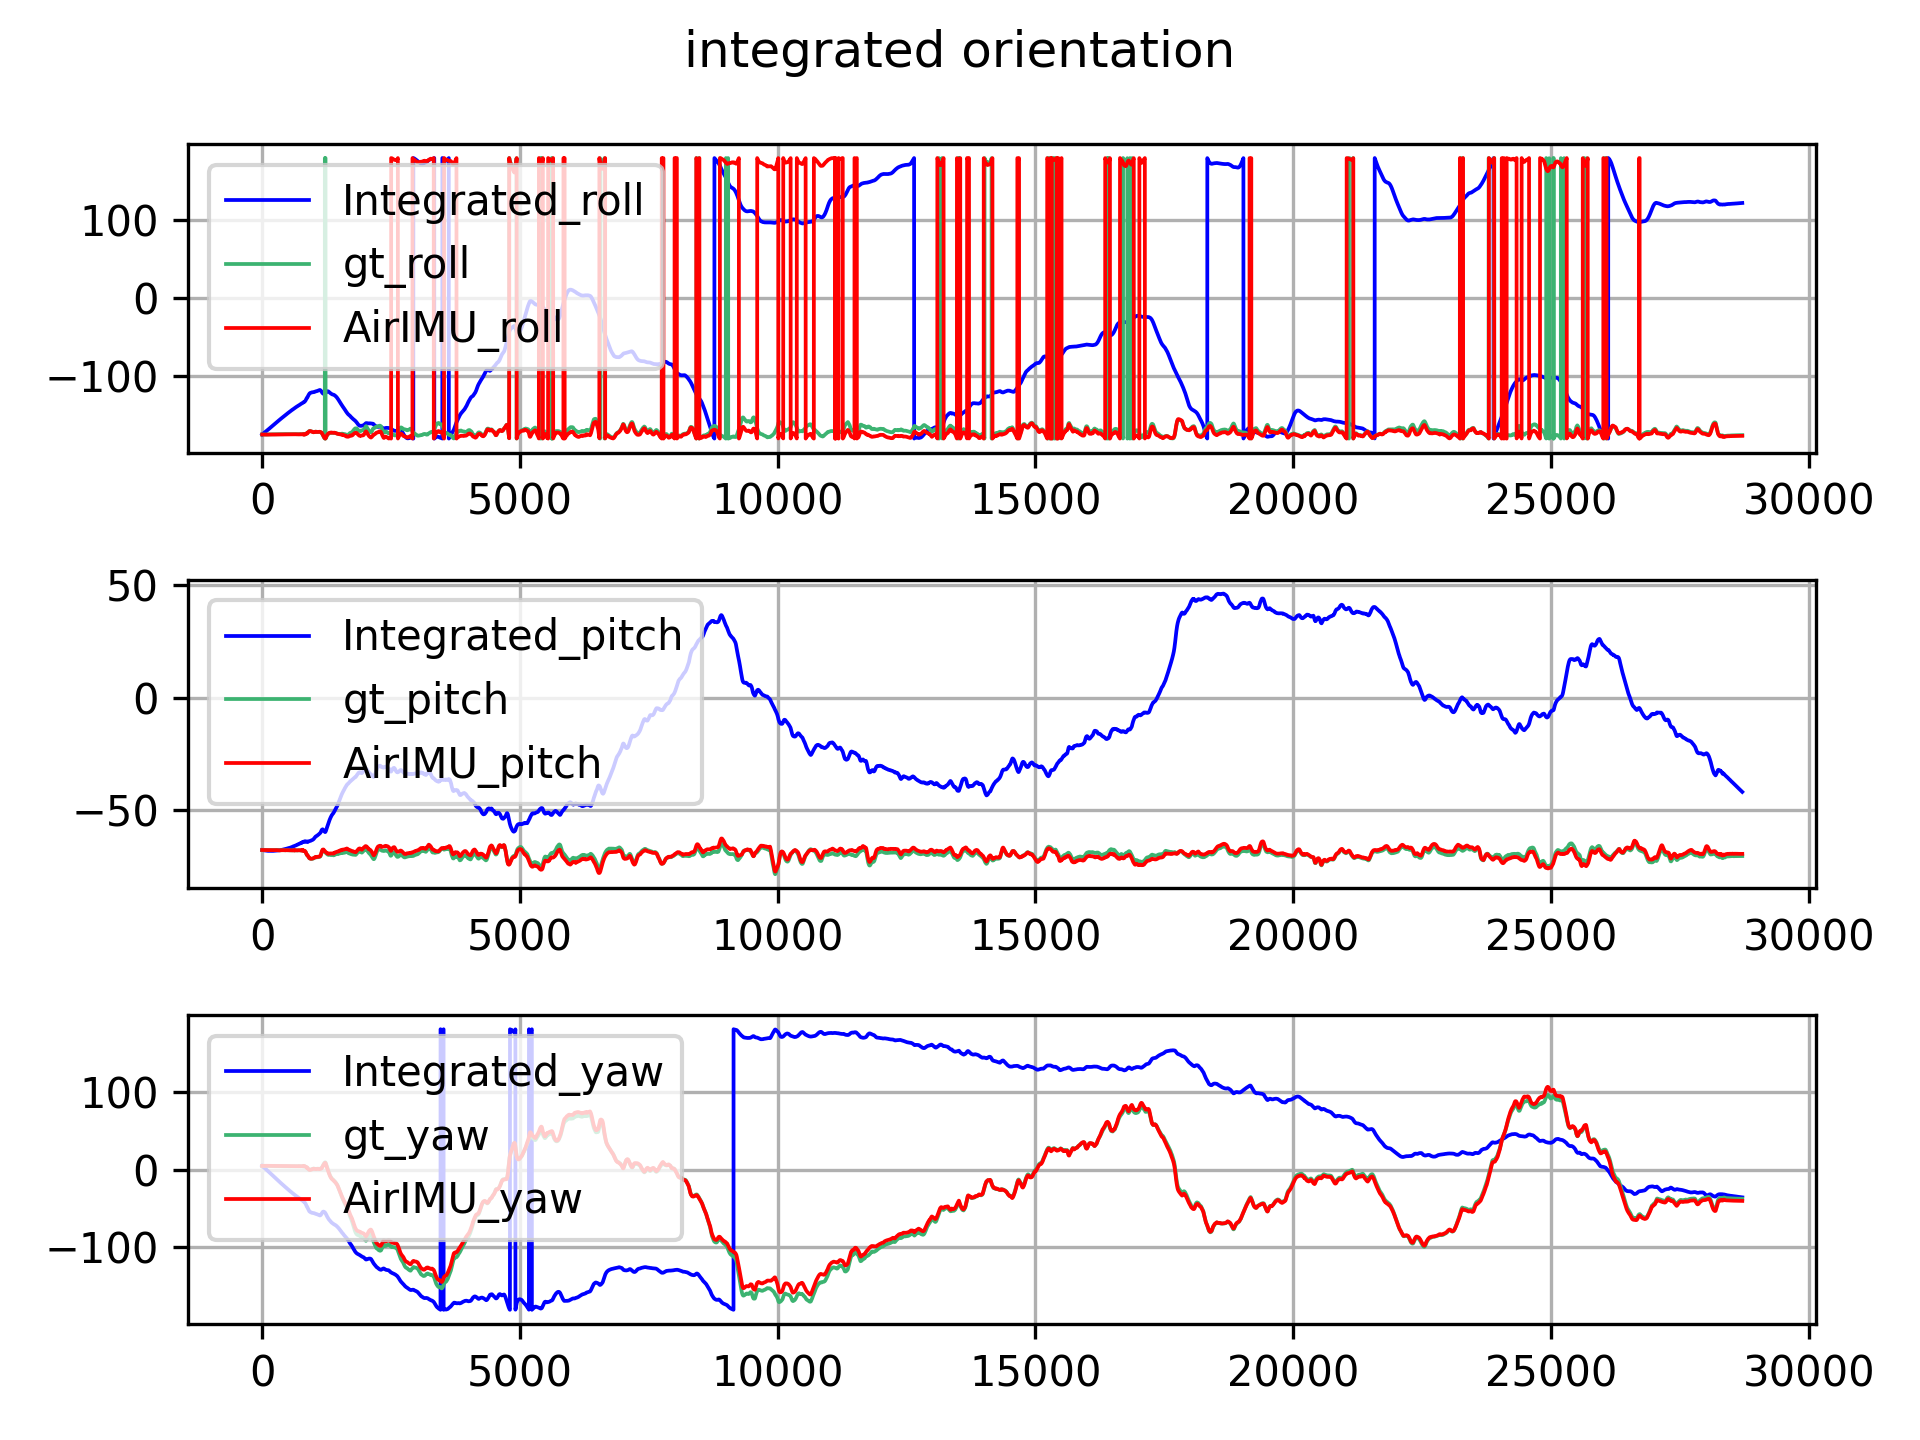 integrated orientation
100
0
−100
Integrated_roll
gt_roll
AirIMU_roll
0 5000 10000 15000 20000 25000 30000
50
0
−50
Integrated_pitch
gt_pitch
AirIMU_pitch
0 5000 10000 15000 20000 25000 30000
100
0
−100
Integrated_yaw
gt_yaw
AirIMU_yaw
0 5000 10000 15000 20000 25000 30000